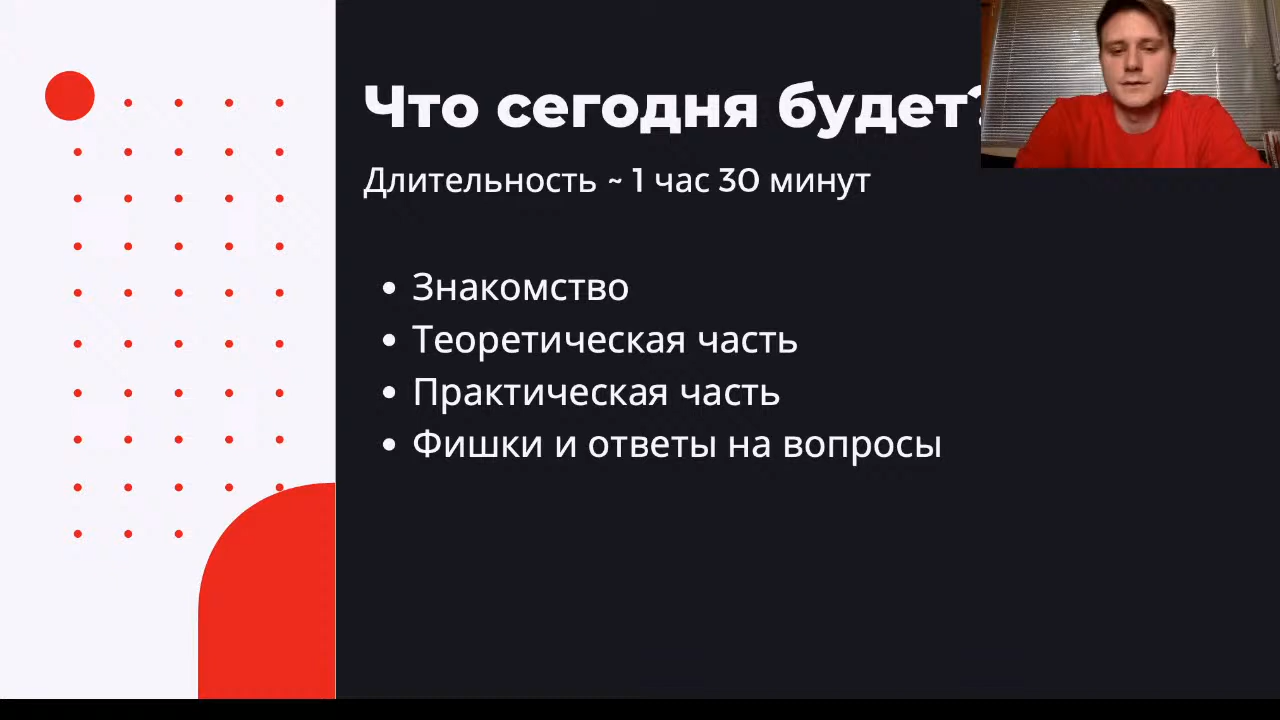 Что сегодня будет?
Длительность ~ 1 час 30 минут
• Знакомство
• Теоретическая часть
• Практическая часть
• Фишки и ответы на вопросы